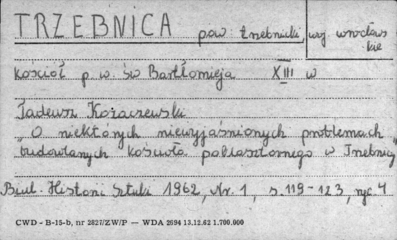 TRZEBNICA pow. trzebnicki, woj. wrocławskie
Kościół p.w. św Bartłomieja XIII w
Tadeusz Kozaczewski
„O niektórych niewyjaśnionych problemach
budowlanych kościoła poklasztornego w Trzebnicy"
Biul. Historii Sztuki 1962, Nr. 1, s. 119-123, ryc. 4
CWD - B-15-b, nr 2827/ZW/P — WDA 2694 13.12.62 1.700.000